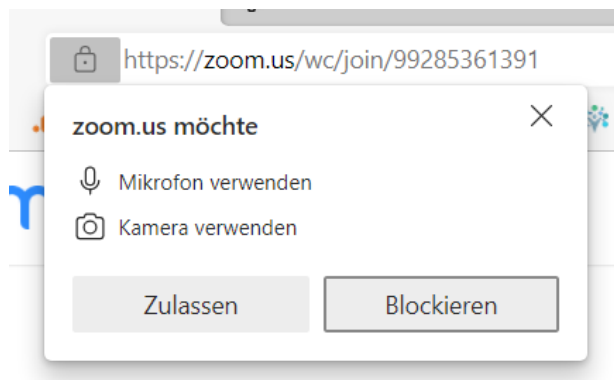 https://zoom.us/wc/join/99285361391
zoom.us möchte
Mikrofon verwenden
Kamera verwenden
Zulassen
Blockieren